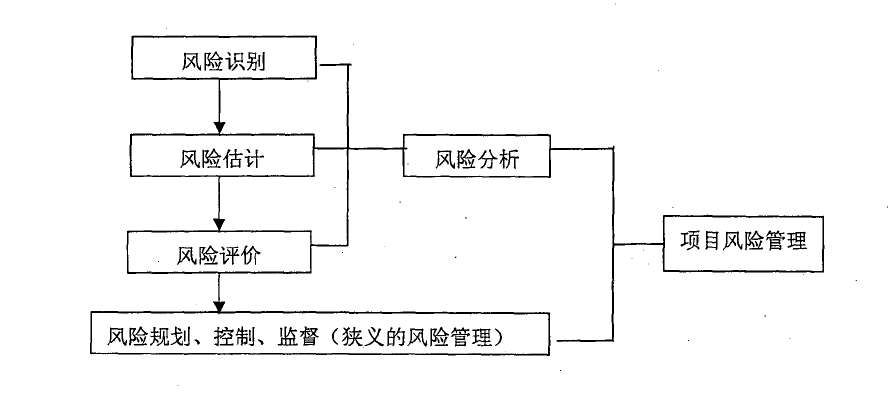 风险识别
风险估计
风险分析
项目风险管理
风险评价
风险规划、控制、监督（狭义的风险管理）